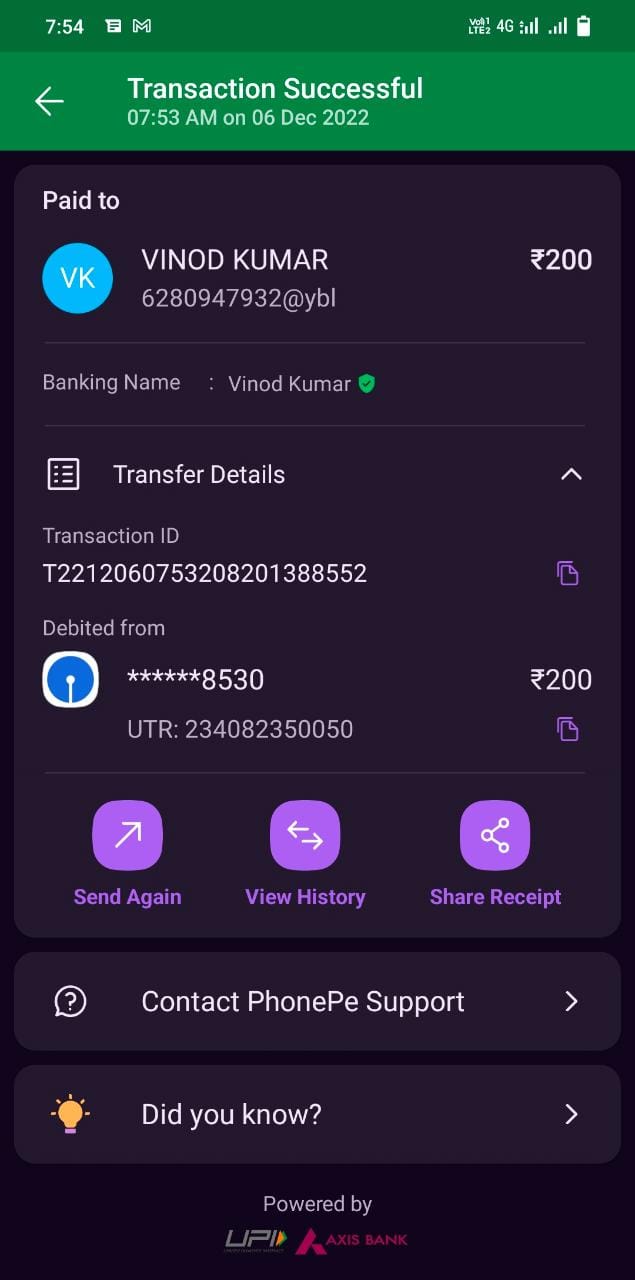 7:54 Vo)) 1 LTE2 4G
Transaction Successful
07:53 AM on 06 Dec 2022
Paid to
VK VINOD KUMAR ₹200
6280947932@ybl
Banking Name : Vinod Kumar
Transfer Details
Transaction ID
T2212060753208201388552
Debited from
******8530 ₹200
UTR: 234082350050
Send Again View History Share Receipt
Contact PhonePe Support
Did you know?
Powered by
UPI AXIS BANK